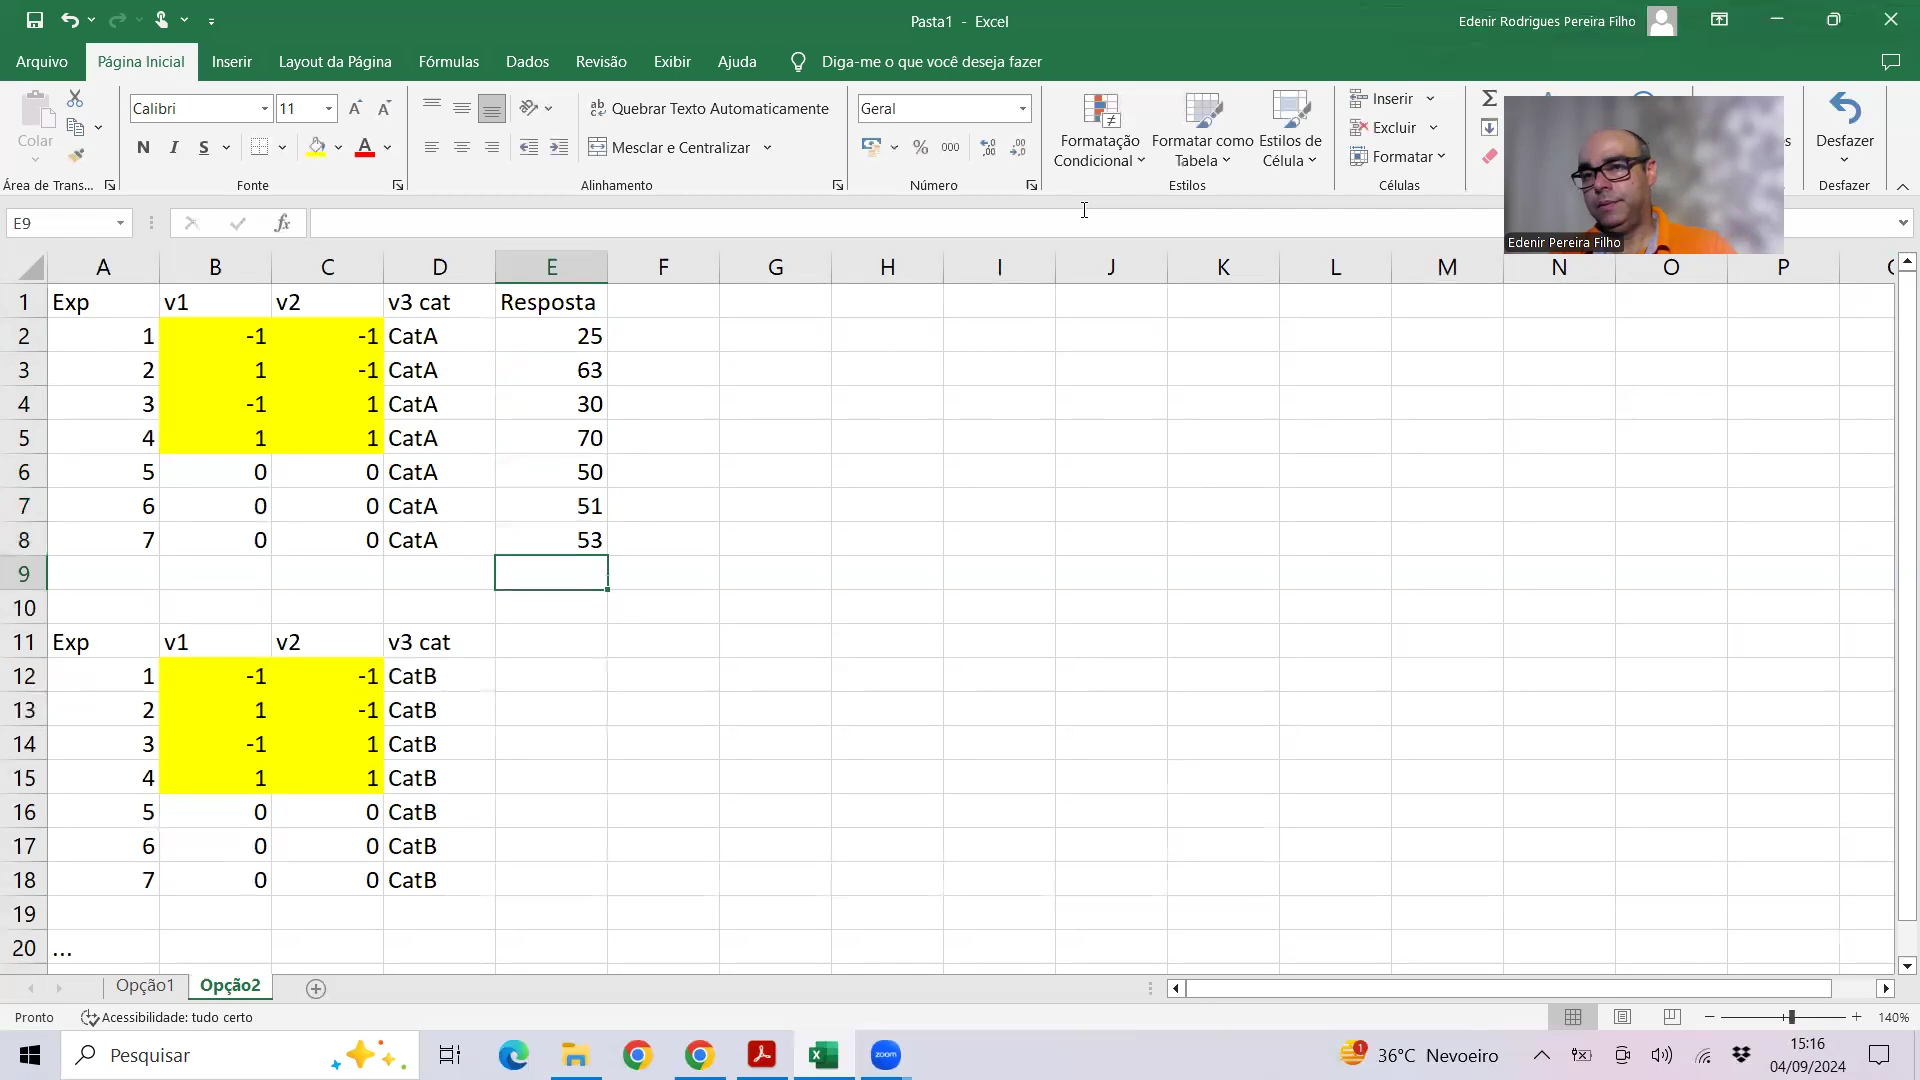 Pasta1 - Excel
Edenir Rodrigues Pereira Filho
Arquivo
Página Inicial
Inserir
Layout da Página
Fórmulas
Dados
Revisão
Exibir
Ajuda
Diga-me o que você deseja fazer
Colar
Calibri
11
N I S
Quebrar Texto Automaticamente
Mesclar e Centralizar
Geral
% 000
Formatação Condicional
Formatar como Tabela
Estilos de Célula
Inserir
Excluir
Formatar
Desfazer
Área de Trans...
Fonte
Alinhamento
Número
Estilos
Células
Desfazer
Edenir Pereira Filho
E9
fx
A B C D E F G H I J K L M N O P
1 Exp v1 v2 v3 cat Resposta
2 1 -1 -1 CatA 25
3 2 1 -1 CatA 63
4 3 -1 1 CatA 30
5 4 1 1 CatA 70
6 5 0 0 CatA 50
7 6 0 0 CatA 51
8 7 0 0 CatA 53
9
10
11 Exp v1 v2 v3 cat
12 1 -1 -1 CatB
13 2 1 -1 CatB
14 3 -1 1 CatB
15 4 1 1 CatB
16 5 0 0 CatB
17 6 0 0 CatB
18 7 0 0 CatB
19
20 ...
Opção1
Opção2
Pronto
Acessibilidade: tudo certo
140%
Pesquisar
zoom
1
36°C Nevoeiro
15:16
04/09/2024